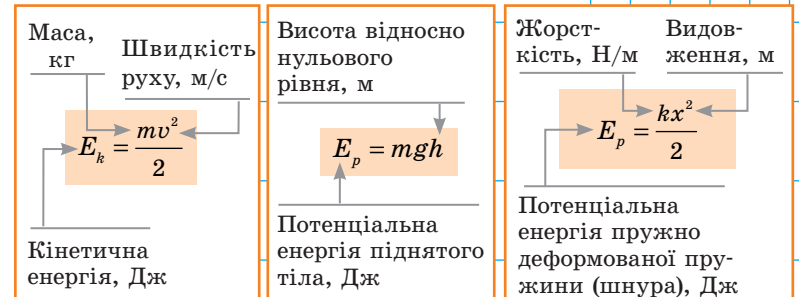 Маса,
кг
Швидкість
руху, м/с
E_k = mv²/2
Кінетична
енергія, Дж
Висота відносно
нульового
рівня, м
E_p = mgh
Потенціальна
енергія піднятого
тіла, Дж
Жорст-
кість, Н/м
Видов-
ження, м
E_p = kx²/2
Потенціальна
енергія пружно
деформованої пру-
жини (шнура), Дж